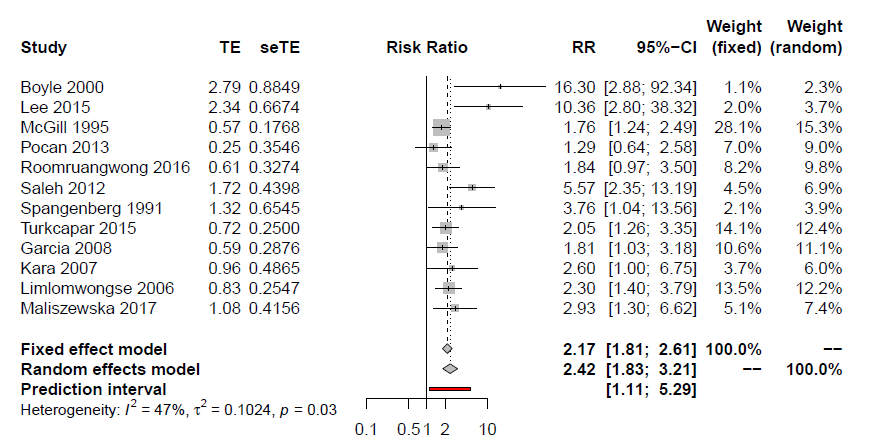 Weight Weight
Study TE seTE Risk Ratio RR 95%−CI (fixed) (random)
Boyle 2000 2.79 0.8849 16.30 [2.88; 92.34] 1.1% 2.3%
Lee 2015 2.34 0.6674 10.36 [2.80; 38.32] 2.0% 3.7%
McGill 1995 0.57 0.1768 1.76 [1.24; 2.49] 28.1% 15.3%
Pocan 2013 0.25 0.3546 1.29 [0.64; 2.58] 7.0% 9.0%
Roomruangwong 2016 0.61 0.3274 1.84 [0.97; 3.50] 8.2% 9.8%
Saleh 2012 1.72 0.4398 5.57 [2.35; 13.19] 4.5% 6.9%
Spangenberg 1991 1.32 0.6545 3.76 [1.04; 13.56] 2.1% 3.9%
Turkcapar 2015 0.72 0.2500 2.05 [1.26; 3.35] 14.1% 12.4%
Garcia 2008 0.59 0.2876 1.81 [1.03; 3.18] 10.6% 11.1%
Kara 2007 0.96 0.4865 2.60 [1.00; 6.75] 3.7% 6.0%
Limlomwongse 2006 0.83 0.2547 2.30 [1.40; 3.79] 13.5% 12.2%
Maliszewska 2017 1.08 0.4156 2.93 [1.30; 6.62] 5.1% 7.4%
Fixed effect model 2.17 [1.81; 2.61] 100.0% −−
Random effects model 2.42 [1.83; 3.21] −− 100.0%
Prediction interval [1.11; 5.29]
Heterogeneity: I² = 47%, τ² = 0.1024, p = 0.03
0.1 0.5 1 2 10